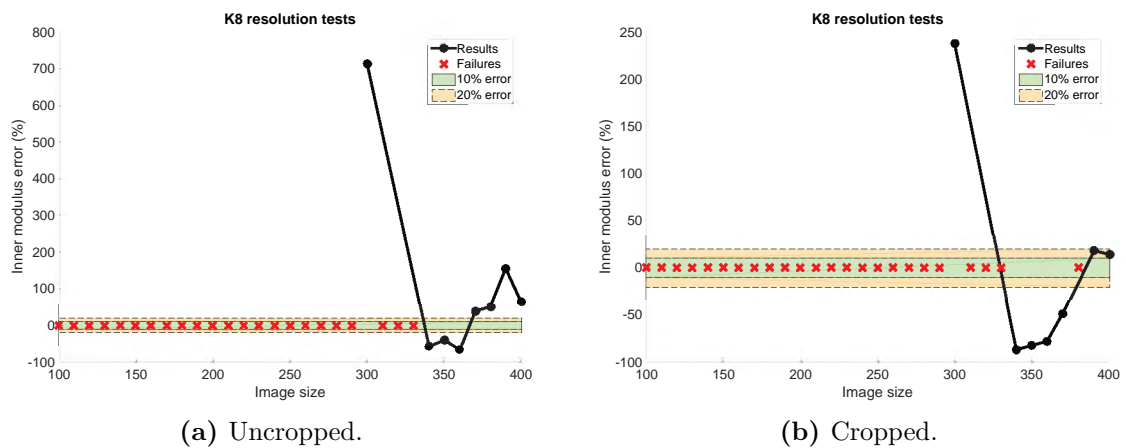 K8 resolution tests
800
700
600
500
400
300
200
100
0
-100
Inner modulus error (%)
100
150
200
250
300
350
400
Image size
Results
Failures
10% error
20% error
(a) Uncropped.
K8 resolution tests
250
200
150
100
50
0
-50
-100
Inner modulus error (%)
100
150
200
250
300
350
400
Image size
Results
Failures
10% error
20% error
(b) Cropped.